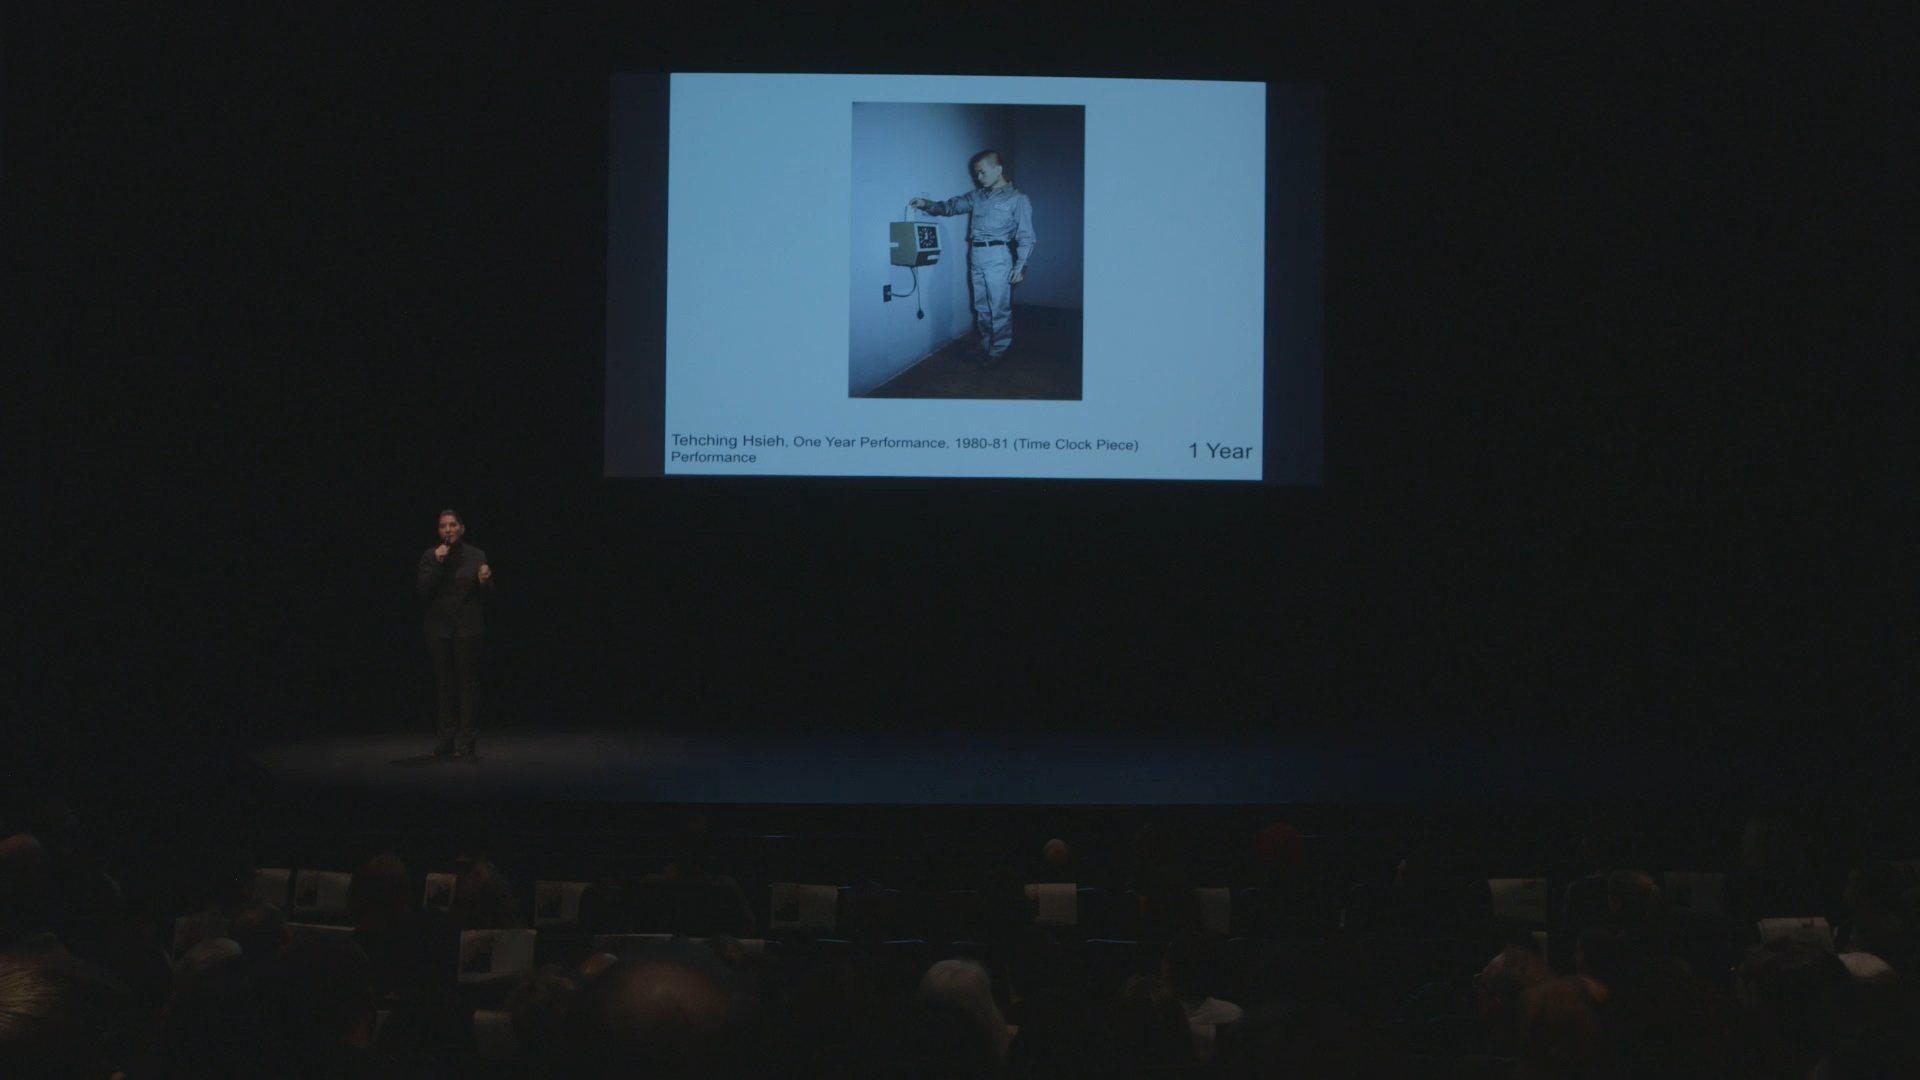 Tehching Hsieh, One Year Performance, 1980-81 (Time Clock Piece)
Performance
1 Year